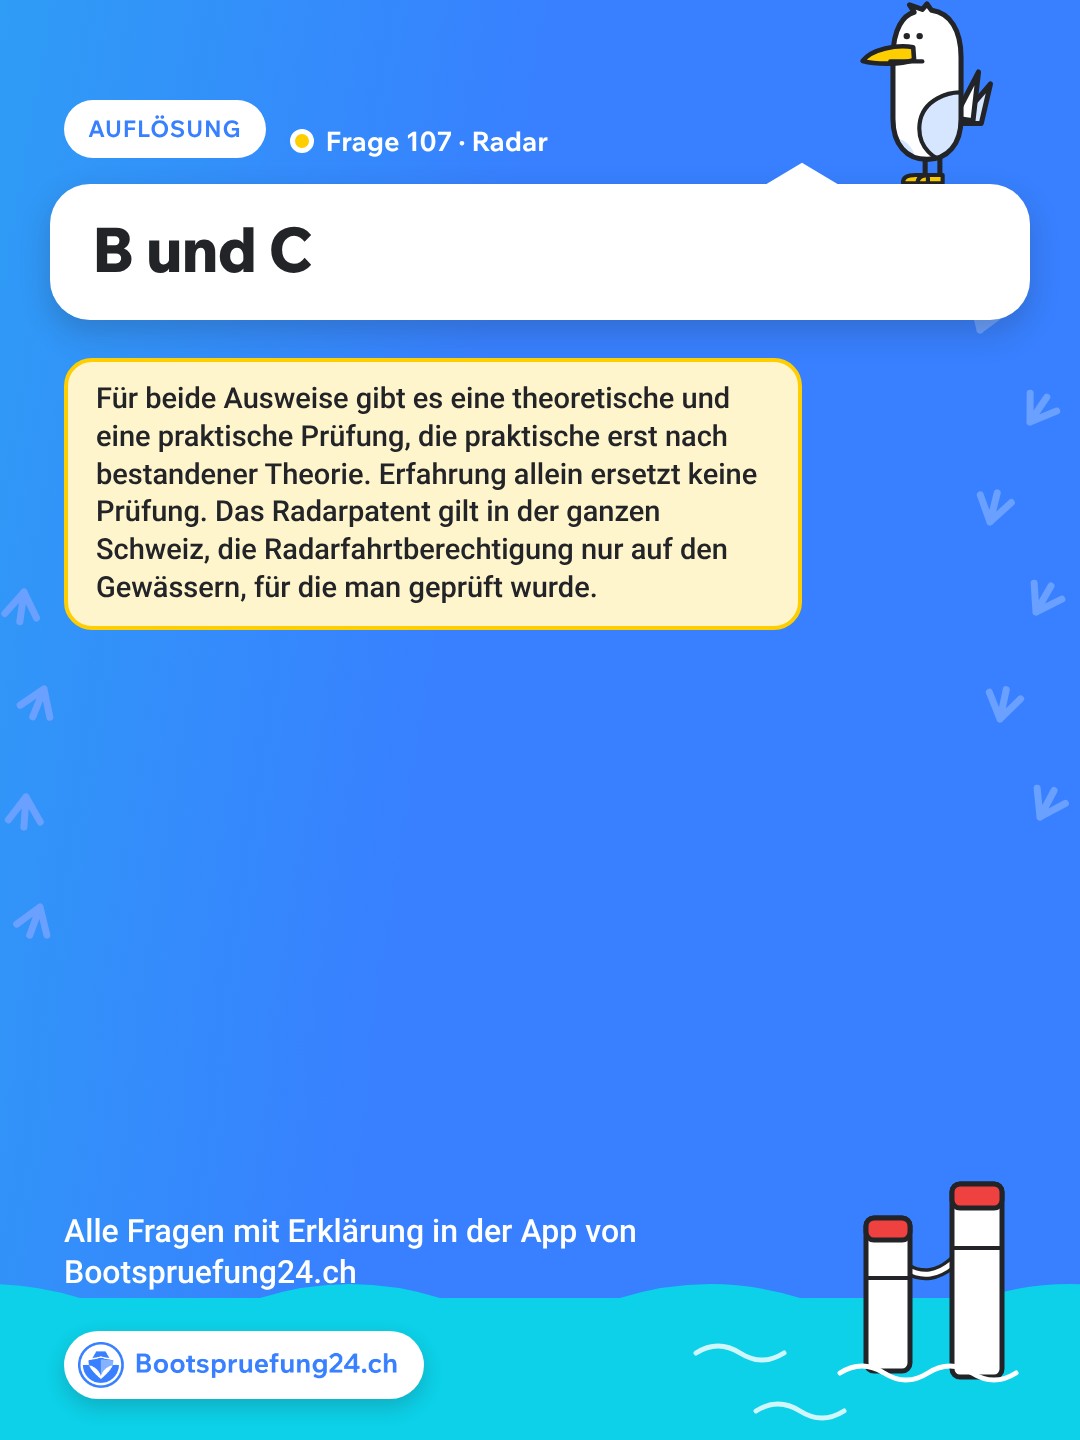 AUFLÖSUNG
Frage 107 · Radar
B und C
Für beide Ausweise gibt es eine theoretische und
eine praktische Prüfung, die praktische erst nach
bestandener Theorie. Erfahrung allein ersetzt keine
Prüfung. Das Radarpatent gilt in der ganzen
Schweiz, die Radarfahrtberechtigung nur auf den
Gewässern, für die man geprüft wurde.
Alle Fragen mit Erklärung in der App von
Bootspruefung24.ch
Bootspruefung24.ch